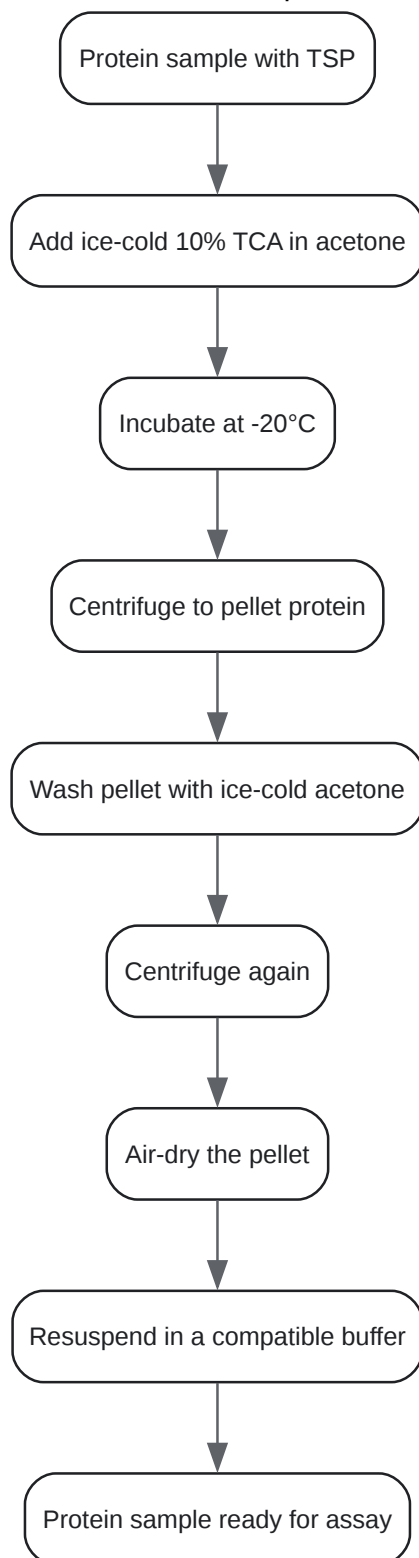 Protein sample with TSP
Add ice-cold 10% TCA in acetone
Incubate at -20°C
Centrifuge to pellet protein
Wash pellet with ice-cold acetone
Centrifuge again
Air-dry the pellet
Resuspend in a compatible buffer
Protein sample ready for assay